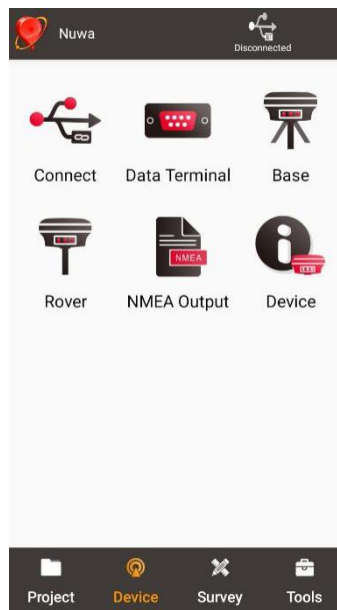 Nuwa
Disconnected
Connect Data Terminal Base
NMEA
Rover NMEA Output Device
Project Device Survey Tools